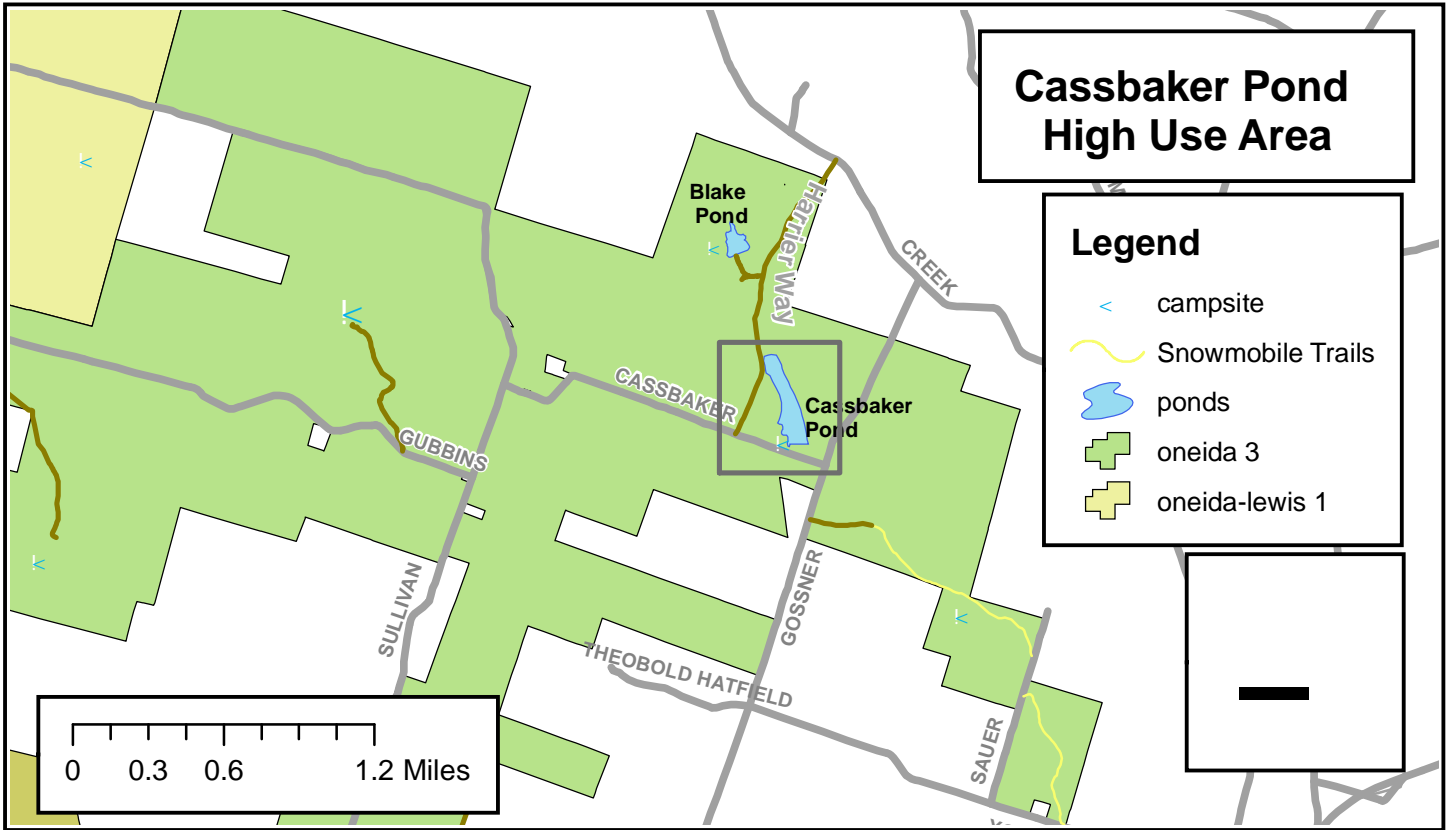 Cassbaker Pond
High Use Area
Blake
Pond
Harrier Way
CREEK
CASSBAKER
Cassbaker
Pond
GUBBINS
SULLIVAN
GOSSNER
THEOBOLD HATFIELD
SAUER
Legend
campsite
Snowmobile Trails
ponds
oneida 3
oneida-lewis 1
0 0.3 0.6 1.2 Miles